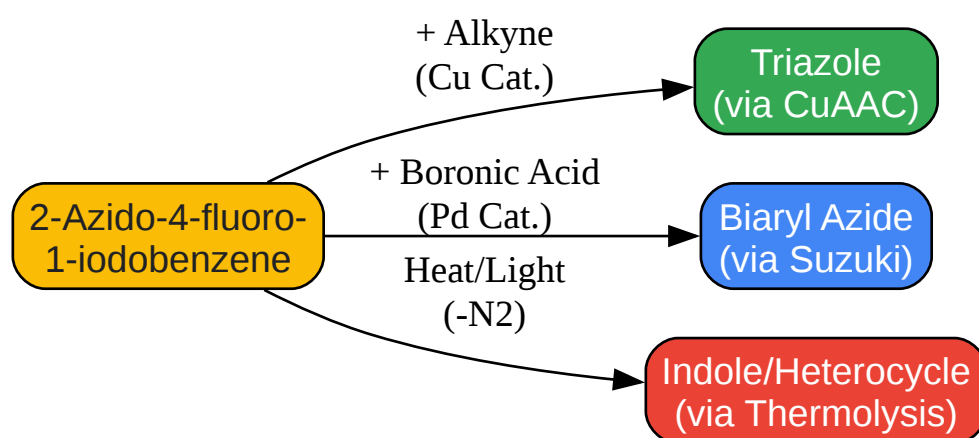 + Alkyne
(Cu Cat.)
Triazole
(via CuAAC)
2-Azido-4-fluoro-
1-iodobenzene
+ Boronic Acid
(Pd Cat.)
Biaryl Azide
(via Suzuki)
Heat/Light
(-N2)
Indole/Heterocycle
(via Thermolysis)